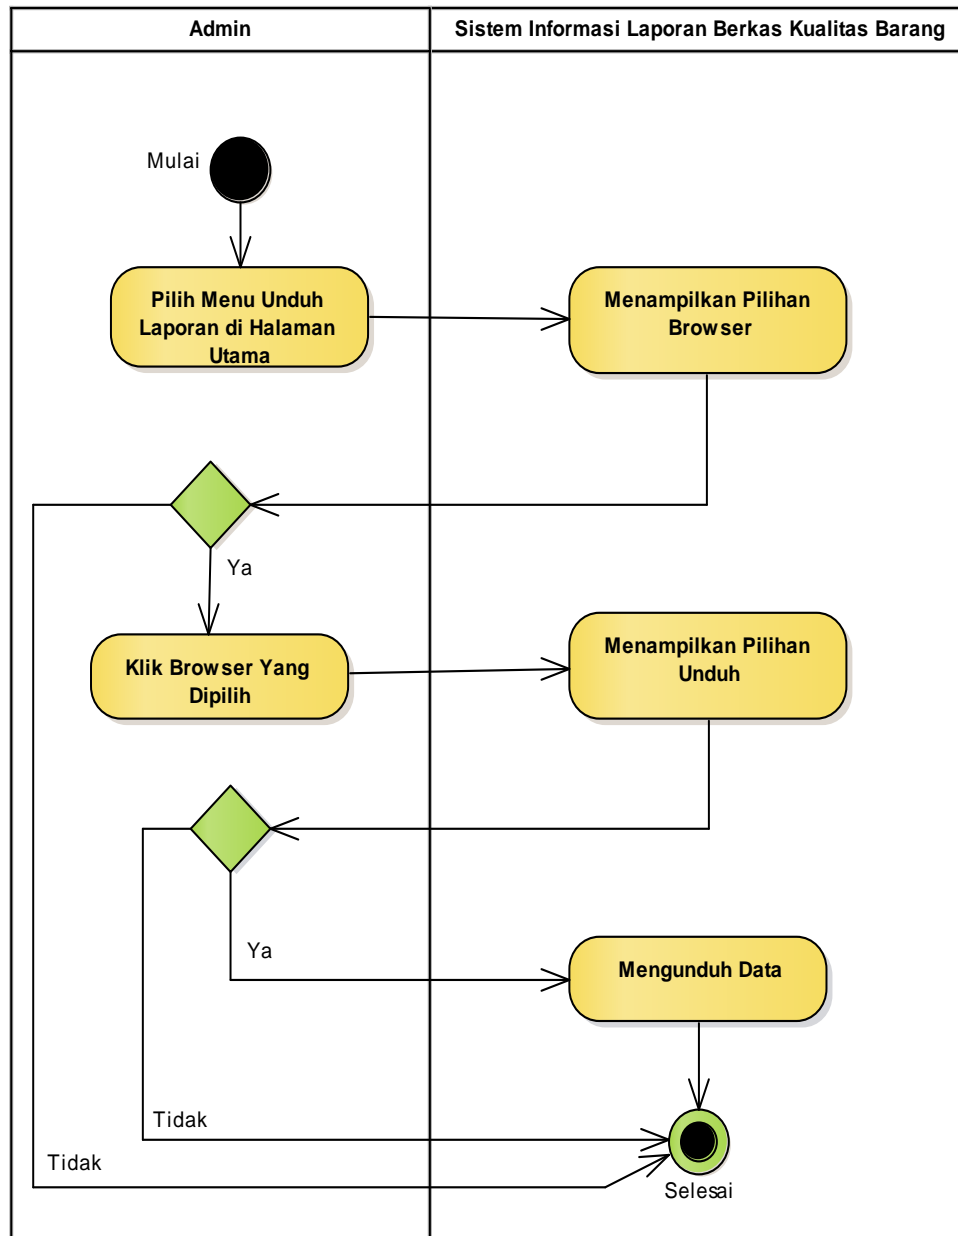 Admin
Sistem Informasi Laporan Berkas Kualitas Barang
Mulai
Pilih Menu Unduh
Laporan di Halaman
Utama
Menampilkan Pilihan
Browser
Ya
Klik Browser Yang
Dipilih
Menampilkan Pilihan
Unduh
Ya
Mengunduh Data
Tidak
Tidak
Selesai